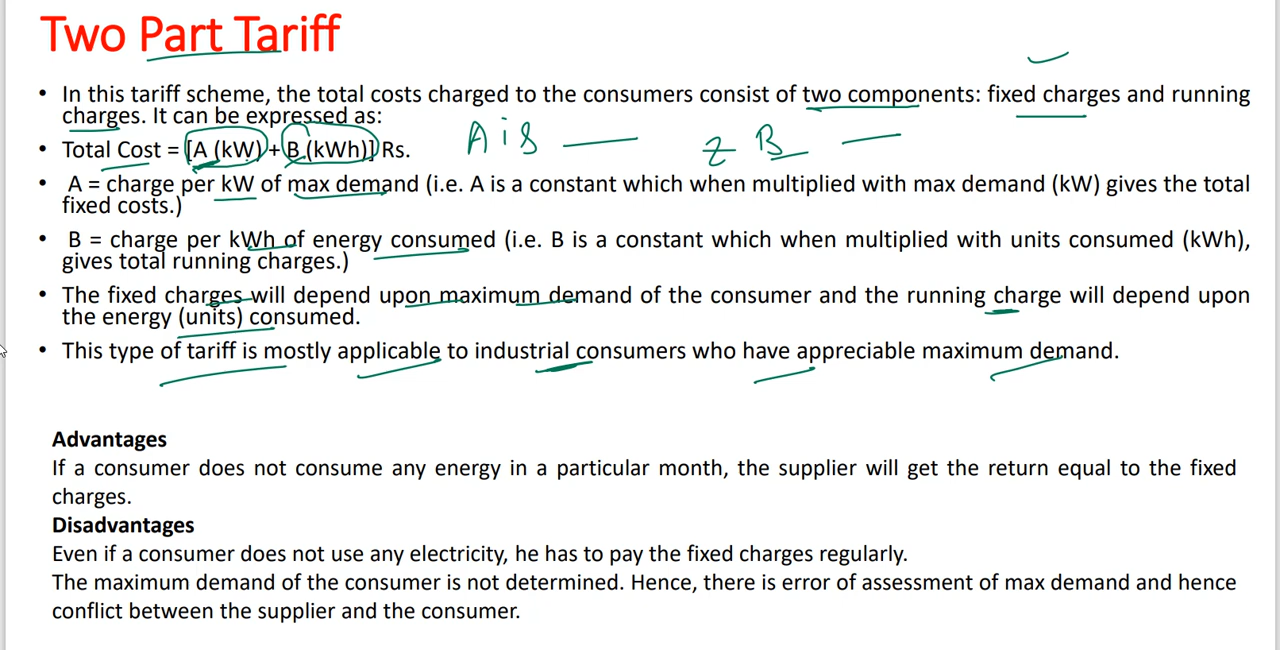 Two Part Tariff
• In this tariff scheme, the total costs charged to the consumers consist of two components: fixed charges and running
charges. It can be expressed as:
• Total Cost = [A (kW) + B (kWh)] Rs. A is z B
• A = charge per kW of max demand (i.e. A is a constant which when multiplied with max demand (kW) gives the total
fixed costs.)
• B = charge per kWh of energy consumed (i.e. B is a constant which when multiplied with units consumed (kWh),
gives total running charges.)
• The fixed charges will depend upon maximum demand of the consumer and the running charge will depend upon
the energy (units) consumed.
• This type of tariff is mostly applicable to industrial consumers who have appreciable maximum demand.
Advantages
If a consumer does not consume any energy in a particular month, the supplier will get the return equal to the fixed
charges.
Disadvantages
Even if a consumer does not use any electricity, he has to pay the fixed charges regularly.
The maximum demand of the consumer is not determined. Hence, there is error of assessment of max demand and hence
conflict between the supplier and the consumer.